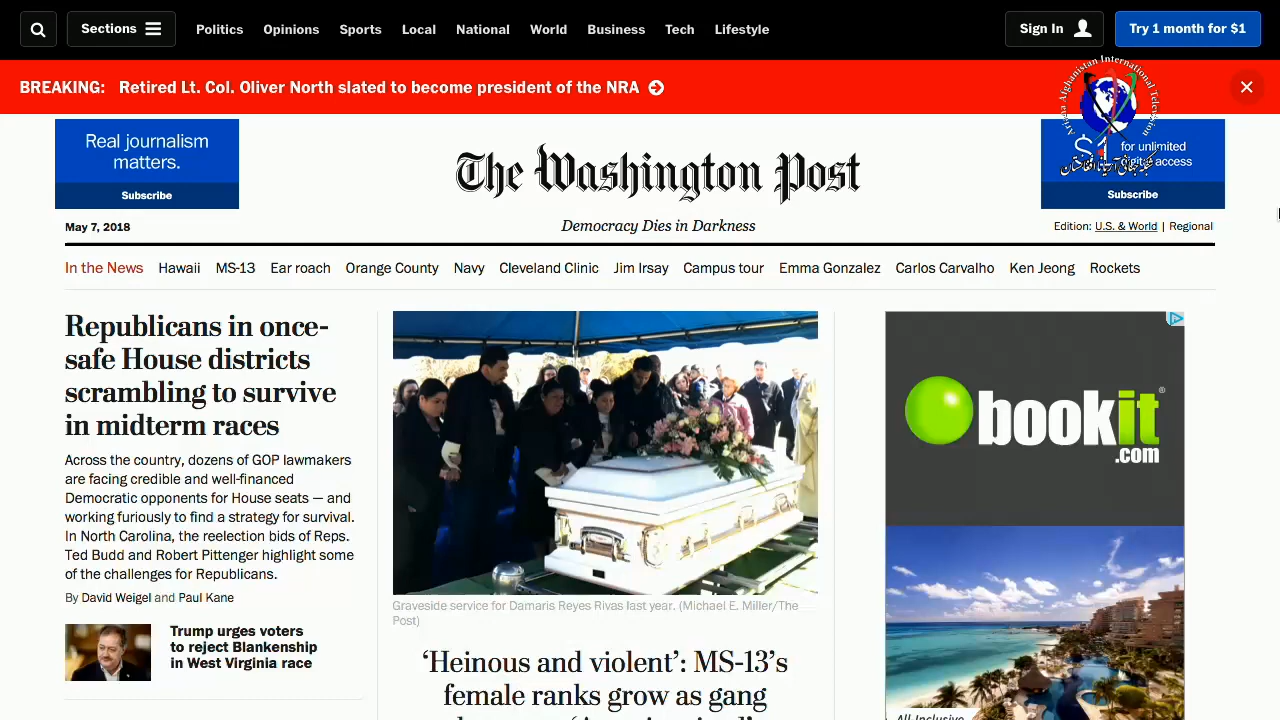 Sections
Politics
Opinions
Sports
Local
National
World
Business
Tech
Lifestyle
Sign In
Try 1 month for $1
BREAKING: Retired Lt. Col. Oliver North slated to become president of the NRA
Real journalism
matters.
Subscribe
The Washington Post
Ariana Afghanistan International Television
$1 for unlimited
digital access
Subscribe
May 7, 2018
Democracy Dies in Darkness
Edition: U.S. & World | Regional
In the News Hawaii MS-13 Ear roach Orange County Navy Cleveland Clinic Jim Irsay Campus tour Emma Gonzalez Carlos Carvalho Ken Jeong Rockets
Republicans in once-
safe House districts
scrambling to survive
in midterm races
Across the country, dozens of GOP lawmakers
are facing credible and well-financed
Democratic opponents for House seats — and
working furiously to find a strategy for survival.
In North Carolina, the reelection bids of Reps.
Ted Budd and Robert Pittenger highlight some
of the challenges for Republicans.
By David Weigel and Paul Kane
Trump urges voters
to reject Blankenship
in West Virginia race
Graveside service for Damaris Reyes Rivas last year. (Michael E. Miller/The
Post)
‘Heinous and violent’: MS-13’s
female ranks grow as gang
bookit®
.com
All-Inclusive